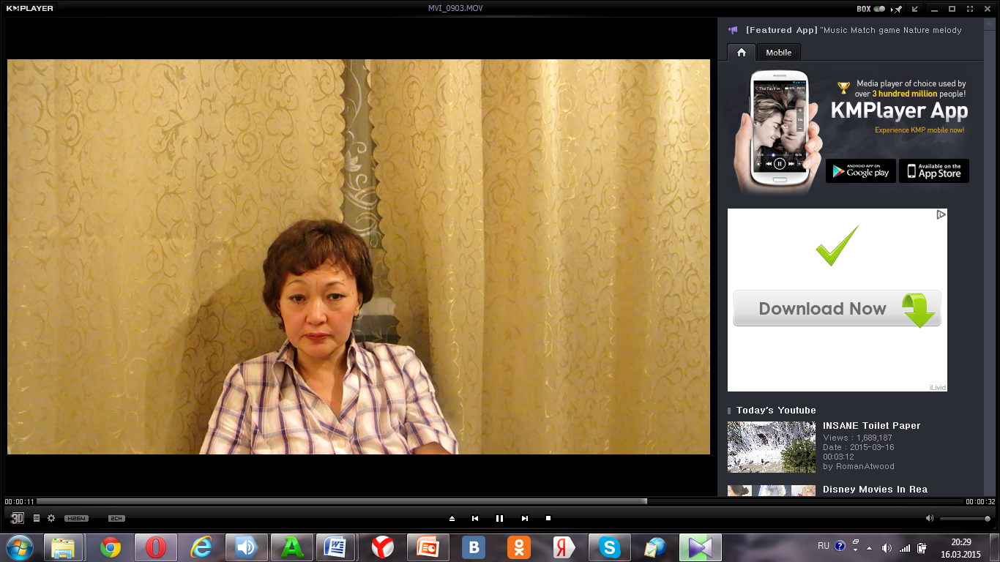 KMPLAYER
MVI_0903.MOV
BOX
[Featured App] "Music Match game Nature melody
Mobile
Media player of choice used by
over 3 hundred million people!
KMPlayer App
Experience KMP mobile now!
ANDROID APP ON
Google play
Available on the
App Store
Download Now
iLivid
Today's Youtube
INSANE Toilet Paper
Views : 1,689,187
Date : 2015-03-16
00:03:12
by RomanAtwood
Disney Movies In Rea
00:00:11
00:00:32
3D
H264
2CH
RU
20:29
16.03.2015